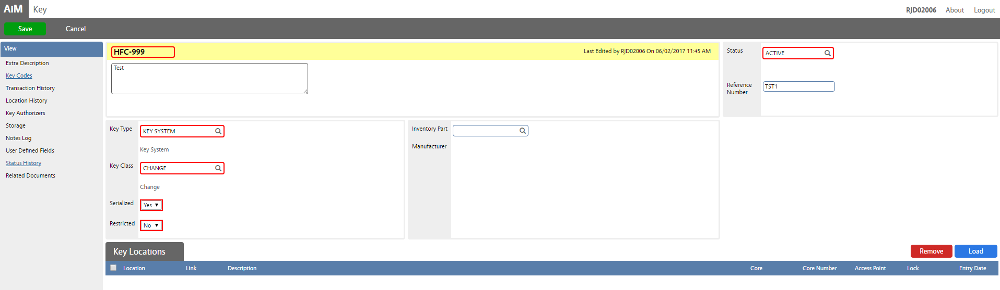 AiM Key RJD02006 About Logout
Save Cancel
View
Extra Description
Key Codes
Transaction History
Location History
Key Authorizers
Storage
Notes Log
User Defined Fields
Status History
Related Documents
HFC-999 Last Edited by RJD02006 On 06/02/2017 11:45 AM
Test
Status ACTIVE
Reference
Number
TST1
Key Type KEY SYSTEM
Key System
Key Class CHANGE
Change
Serialized Yes
Restricted No
Inventory Part
Manufacturer
Key Locations Remove Load
Location Link Description Core Core Number Access Point Lock Entry Date